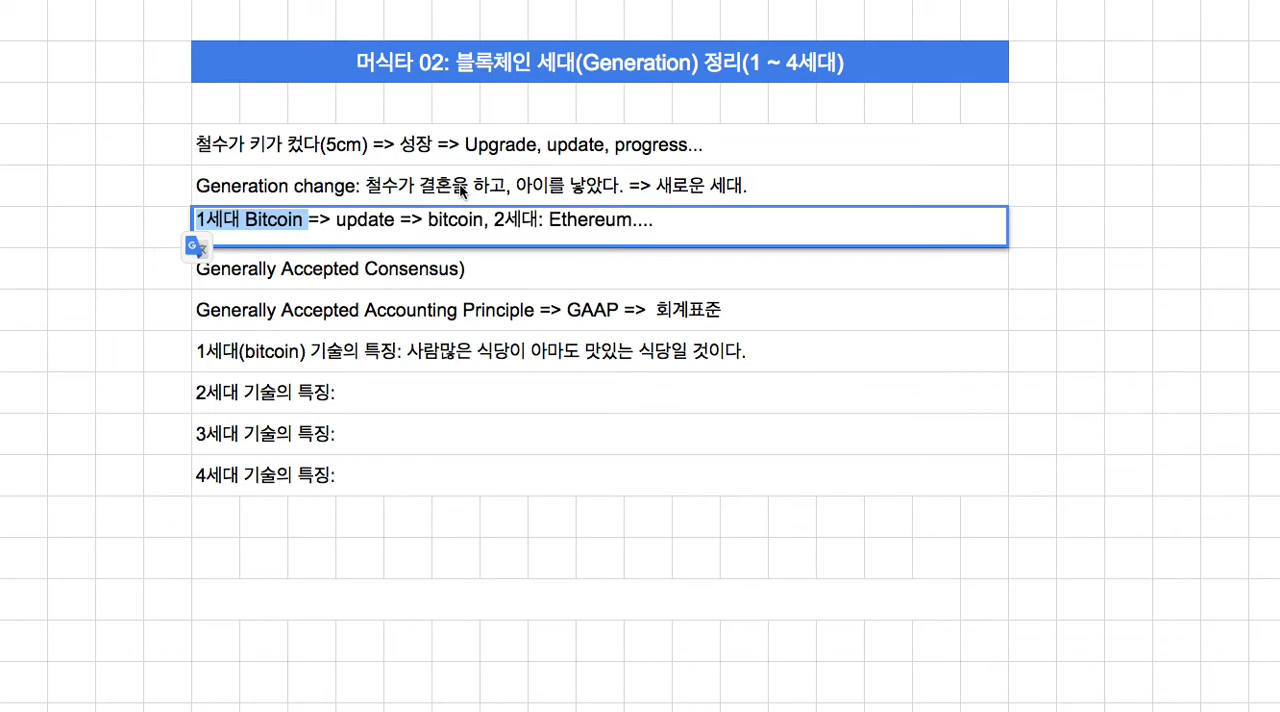 머식타 02: 블록체인 세대(Generation) 정리(1 ~ 4세대)
철수가 키가 컸다(5cm) => 성장 => Upgrade, update, progress...
Generation change: 철수가 결혼을 하고, 아이를 낳았다. => 새로운 세대.
1세대 Bitcoin => update => bitcoin, 2세대: Ethereum....
Generally Accepted Consensus)
Generally Accepted Accounting Principle => GAAP => 회계표준
1세대(bitcoin) 기술의 특징: 사람많은 식당이 아마도 맛있는 식당일 것이다.
2세대 기술의 특징:
3세대 기술의 특징:
4세대 기술의 특징: